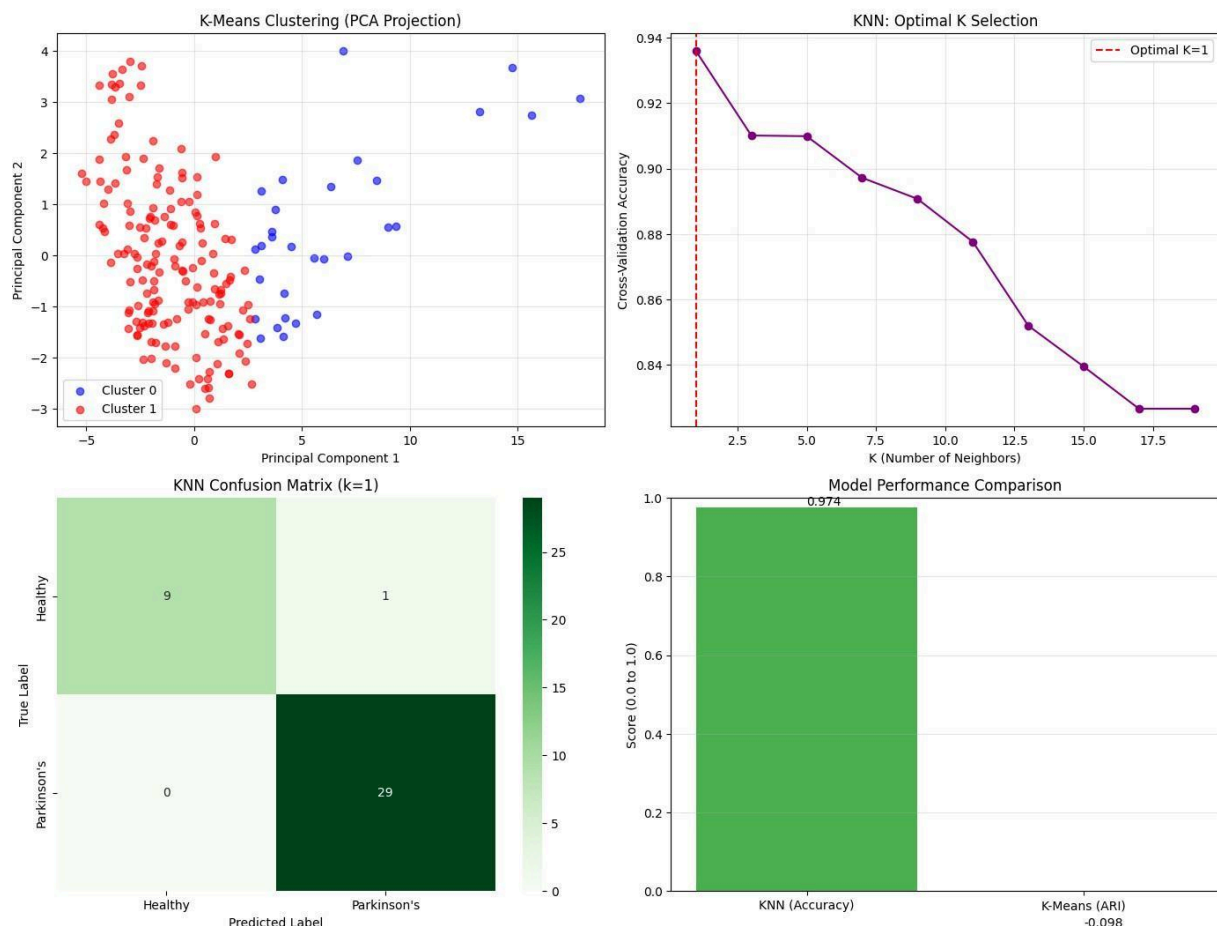 K-Means Clustering (PCA Projection)
4
3
2
1
0
−1
−2
−3
Principal Component 2
Cluster 0
Cluster 1
−5
0
5
10
15
Principal Component 1
KNN: Optimal K Selection
0.94
0.92
0.90
0.88
0.86
0.84
Cross-Validation Accuracy
Optimal K=1
2.5
5.0
7.5
10.0
12.5
15.0
17.5
K (Number of Neighbors)
KNN Confusion Matrix (k=1)
True Label
Healthy
Parkinson's
9
1
0
29
25
20
15
10
5
0
Healthy
Parkinson's
Predicted Label
Model Performance Comparison
1.0
0.8
0.6
0.4
0.2
0.0
Score (0.0 to 1.0)
0.974
KNN (Accuracy)
K-Means (ARI)
-0.098